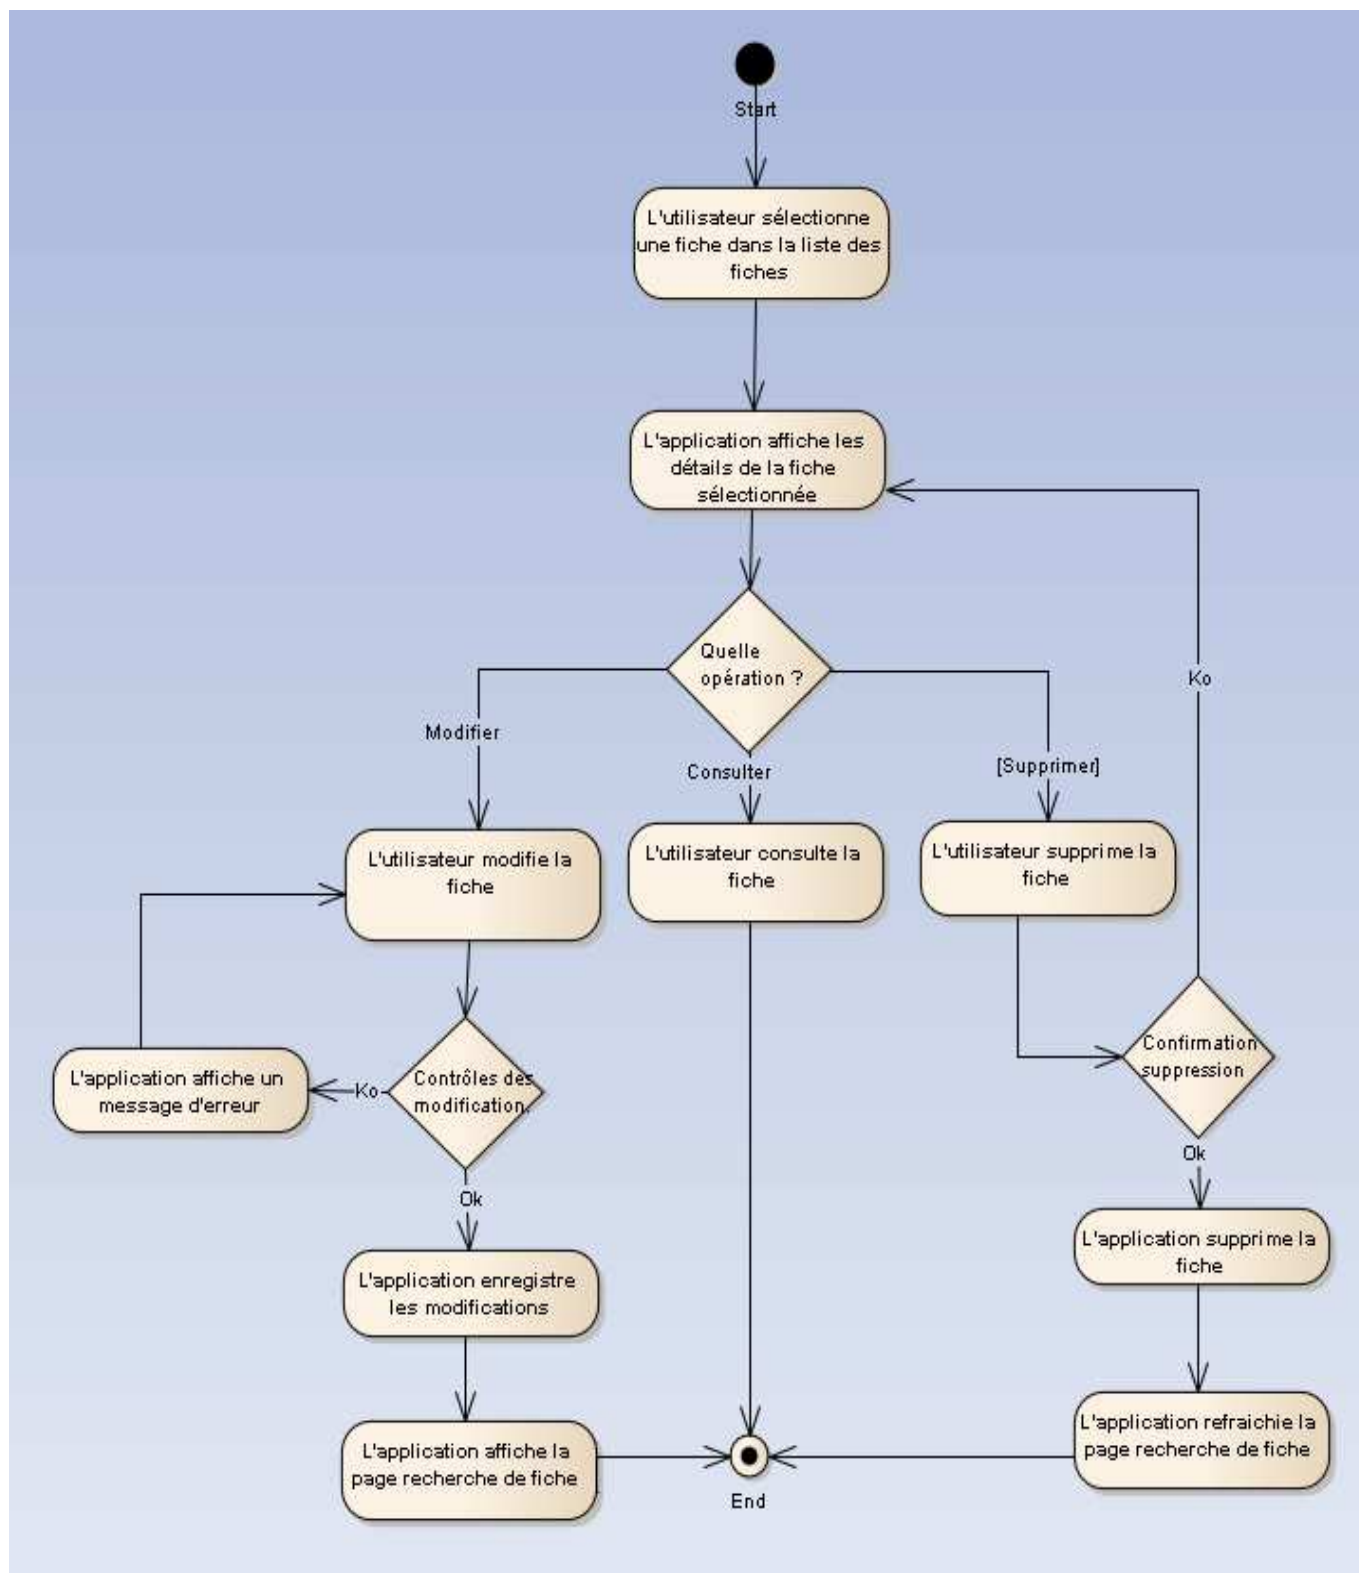 Start
L'utilisateur sélectionne
une fiche dans la liste des
fiches
L'application affiche les
détails de la fiche
sélectionnée
Quelle
opération ?
Ko
Modifier
Consulter
[Supprimer]
L'utilisateur modifie la
fiche
L'utilisateur consulte la
fiche
L'utilisateur supprime la
fiche
Confirmation
suppression
L'application affiche un
message d'erreur
Ko
Contrôles des
modification
Ok
Ok
L'application supprime la
fiche
L'application enregistre
les modifications
L'application affiche la
page recherche de fiche
L'application refraichie la
page recherche de fiche
End